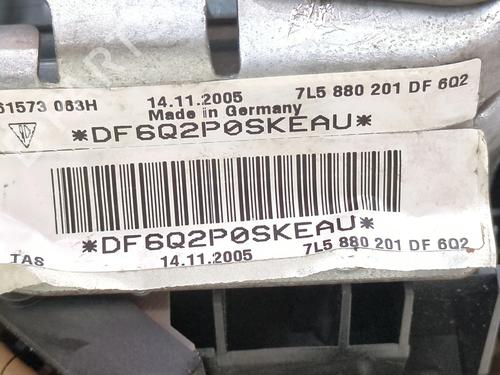 61573 063H 14.11.2005 7L5 880 201 DF 6Q2
Made in Germany
*DF6Q2P0SKEAU*
*DF6Q2P0SKEAU*
TAS 14.11.2005 7L5 880 201 DF 6Q2